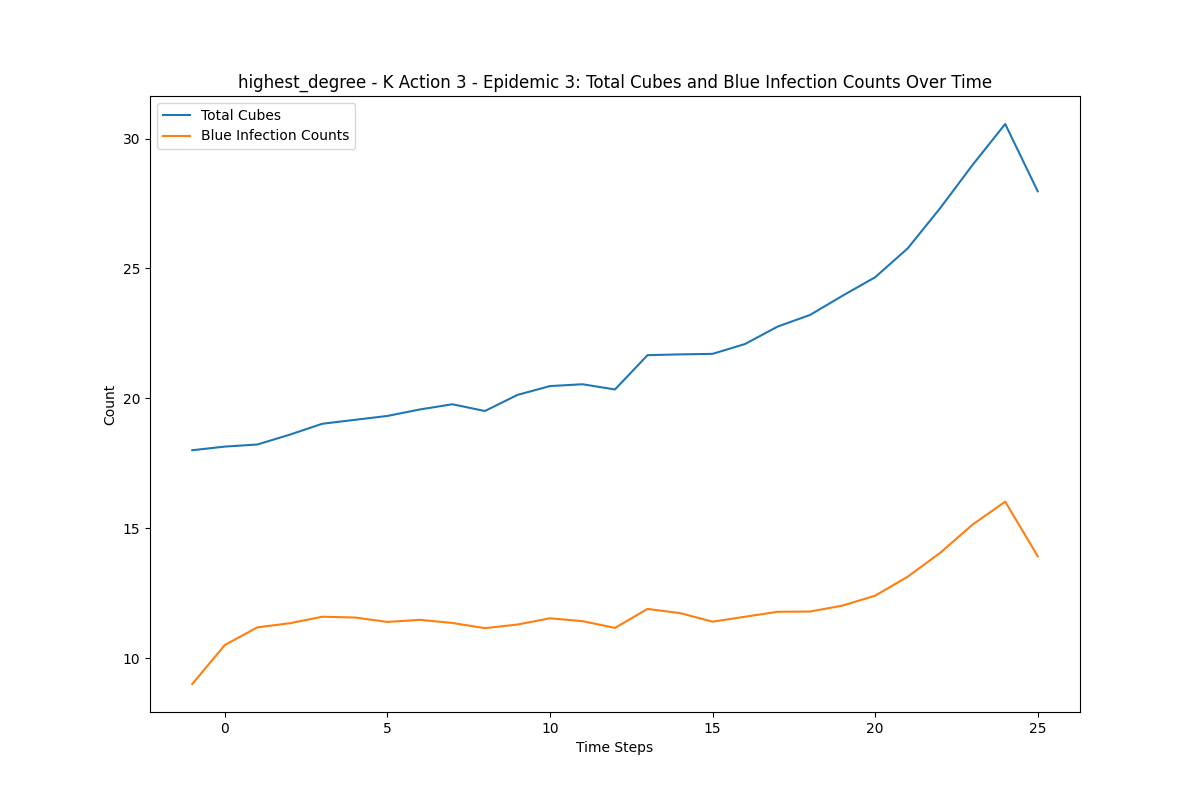 highest_degree - K Action 3 - Epidemic 3: Total Cubes and Blue Infection Counts Over Time
Total Cubes
Blue Infection Counts
30
25
20
15
10
Count
0 5 10 15 20 25
Time Steps